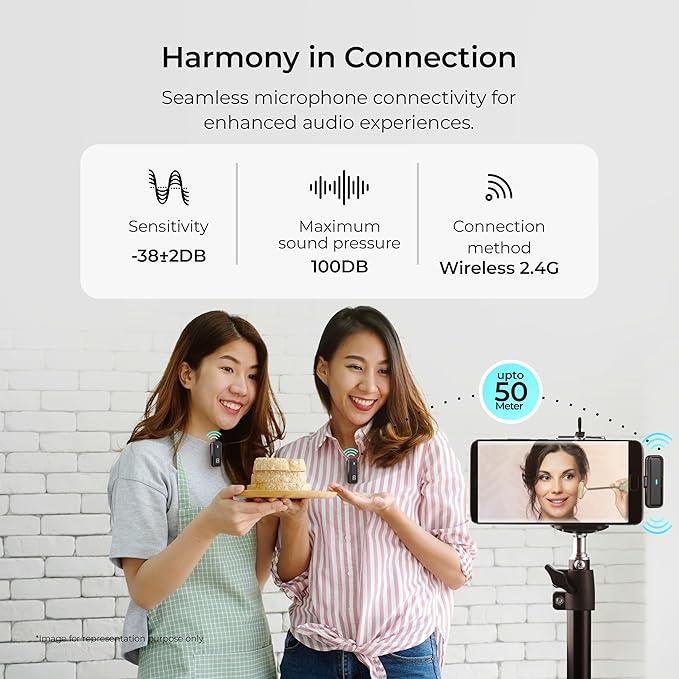 Harmony in Connection
Seamless microphone connectivity for
enhanced audio experiences.
Sensitivity
-38±2DB
Maximum
sound pressure
100DB
Connection
method
Wireless 2.4G
upto
50
Meter
B
B
*Image for representation purpose only.